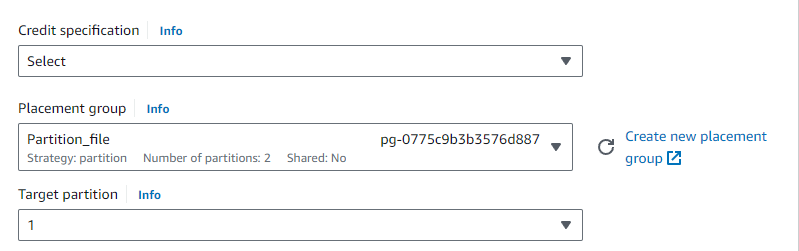 Credit specification Info
Select
Placement group Info
Partition_file pg-0775c9b3b3576d887
Strategy: partition Number of partitions: 2 Shared: No
Create new placement
group
Target partition Info
1